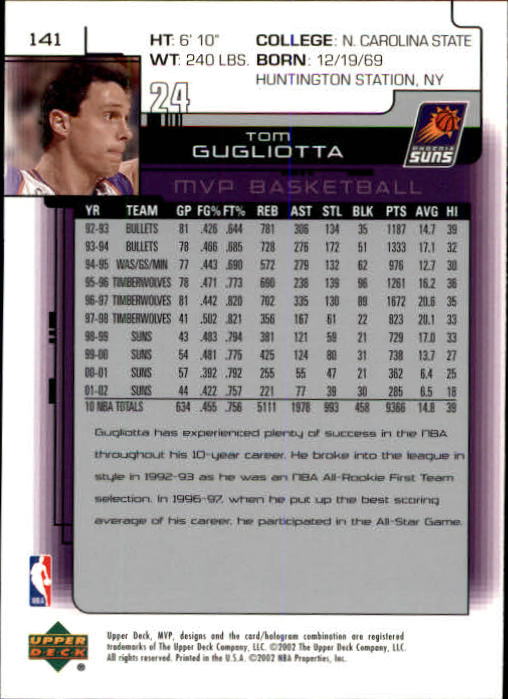 141
HT: 6' 10" COLLEGE: N. CAROLINA STATE
WT: 240 LBS. BORN: 12/19/69
HUNTINGTON STATION, NY
24
PHOENIX
SUNS
TOM
GUGLIOTTA
MVP BASKETBALL
YR TEAM GP FG% FT% REB AST STL BLK PTS AVG HI
92-93 BULLETS 81 .426 .644 781 306 134 35 1187 14.7 39
93-94 BULLETS 78 .466 .685 728 276 172 51 1333 17.1 32
94-95 WAS/GS/MIN 77 .443 .690 572 279 132 62 976 12.7 30
95-96 TIMBERWOLVES 78 .471 .773 690 238 139 96 1261 16.2 36
96-97 TIMBERWOLVES 81 .442 .820 702 335 130 89 1672 20.6 35
97-98 TIMBERWOLVES 41 .502 .821 356 167 61 22 823 20.1 33
98-99 SUNS 43 .483 .794 381 121 59 21 729 17.0 33
99-00 SUNS 54 .481 .775 425 124 80 31 738 13.7 27
00-01 SUNS 57 .392 .792 255 55 47 21 362 6.4 25
01-02 SUNS 44 .422 .757 221 77 39 30 285 6.5 18
10 NBA TOTALS 634 .455 .756 5111 1978 993 458 9366 14.8 39
Gugliotta has experienced plenty of success in the NBA
throughout his 10-year career. He broke into the league in
style in 1992-93 as he was an NBA All-Rookie First Team
selection. In 1996-97, when he put up the best scoring
average of his career, he participated in the All-Star Game.
NBA
UPPER
DECK
Upper Deck, MVP, designs and the card/hologram combination are registered
trademarks of The Upper Deck Company, LLC. ©2002 The Upper Deck Company, LLC.
All rights reserved. Printed in the U.S.A. ©2002 NBA Properties, Inc.